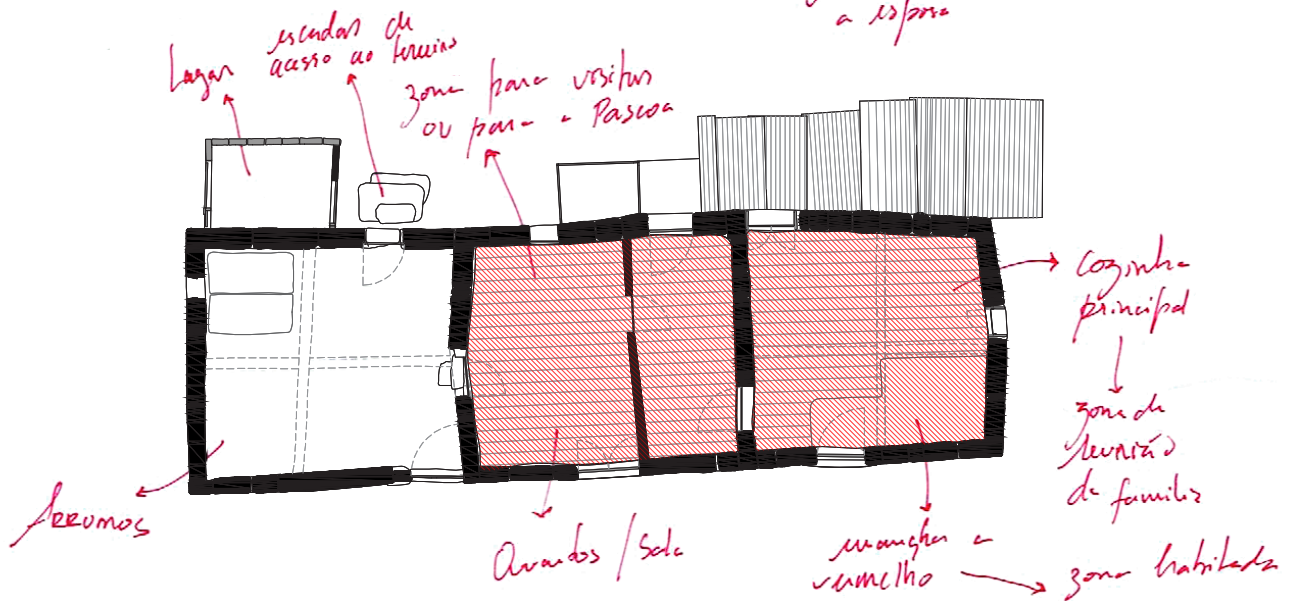 a esposa
Lagar
escadas de
acesso ao terreiro
zona para visitas
ou para a Pascoa
cozinha
principal
zona de
reunião
de familia
Arrumos
Quartos / Sala
mancha a
vermelho
zona habitada